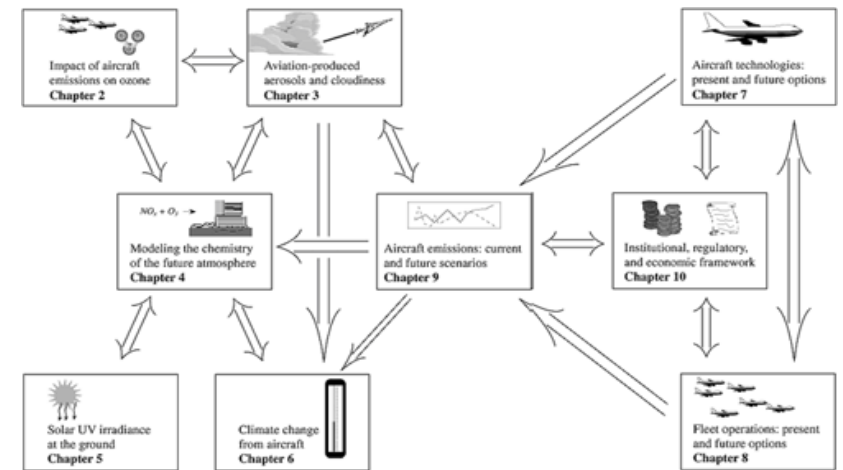 Impact of aircraft
emissions on ozone
Chapter 2
Aviation-produced
aerosols and cloudiness
Chapter 3
Aircraft technologies:
present and future options
Chapter 7
NOₓ + O₃ →
Modeling the chemistry
of the future atmosphere
Chapter 4
Aircraft emissions: current
and future scenarios
Chapter 9
Institutional, regulatory,
and economic framework
Chapter 10
Solar UV irradiance
at the ground
Chapter 5
Climate change
from aircraft
Chapter 6
Fleet operations: present
and future options
Chapter 8